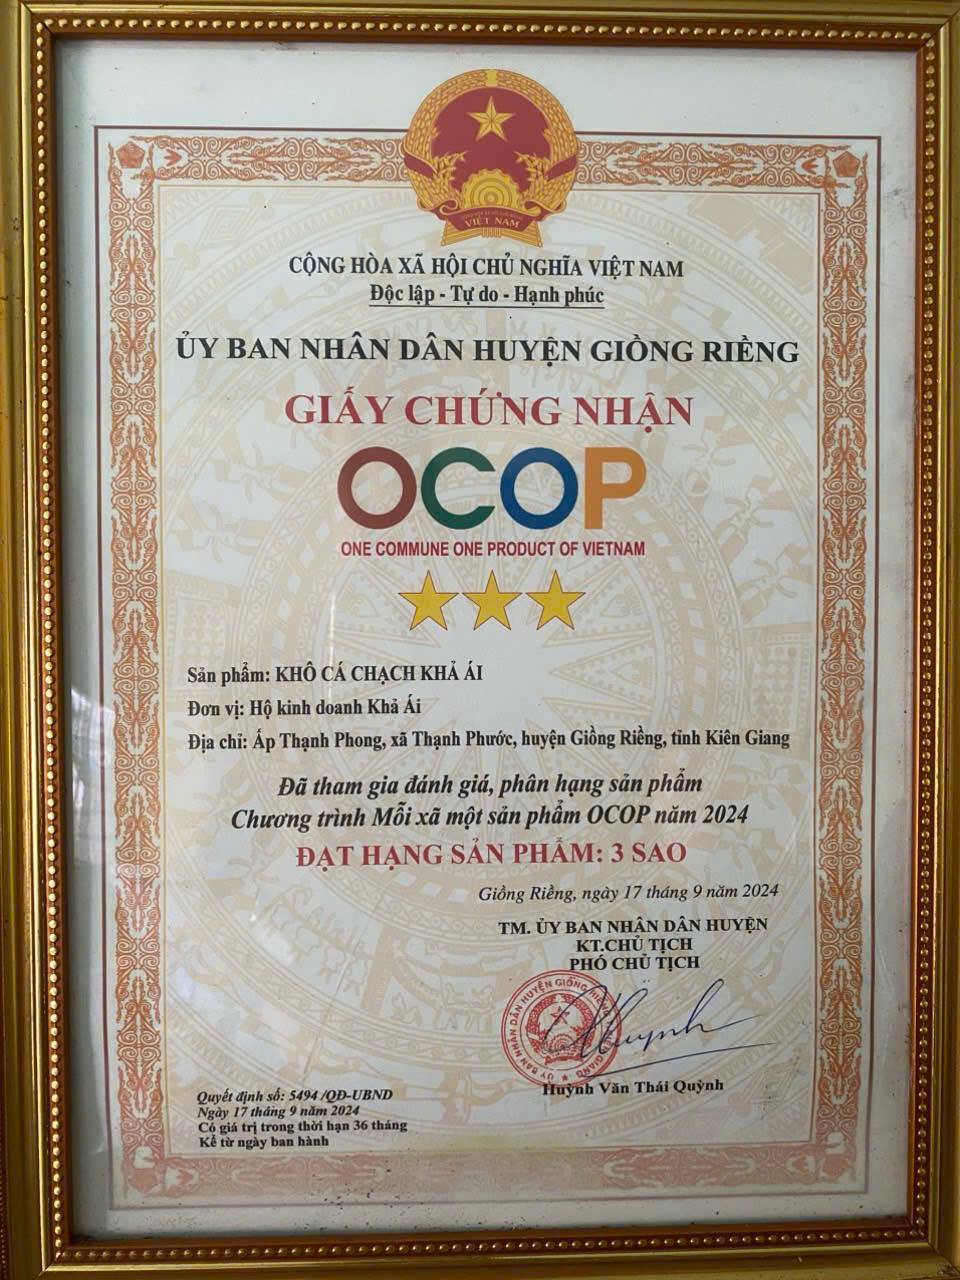 VIỆT NAM
CỘNG HÒA XÃ HỘI CHỦ NGHĨA VIỆT NAM
Độc lập - Tự do - Hạnh phúc
ỦY BAN NHÂN DÂN HUYỆN GIỒNG RIỀNG
GIẤY CHỨNG NHẬN
OCOP
ONE COMMUNE ONE PRODUCT OF VIETNAM
Sản phẩm: KHÔ CÁ CHẠCH KHẢ ÁI
Đơn vị: Hộ kinh doanh Khả Ái
Địa chỉ: Ấp Thạnh Phong, xã Thạnh Phước, huyện Giồng Riềng, tỉnh Kiên Giang
Đã tham gia đánh giá, phân hạng sản phẩm
Chương trình Mỗi xã một sản phẩm OCOP năm 2024
ĐẠT HẠNG SẢN PHẨM: 3 SAO
Giồng Riềng, ngày 17 tháng 9 năm 2024
TM. ỦY BAN NHÂN DÂN HUYỆN
KT.CHỦ TỊCH
PHÓ CHỦ TỊCH
ỦY BAN NHÂN DÂN HUYỆN GIỒNG RIỀNG
Huỳnh Văn Thái Quỳnh
Quyết định số: 5494 /QĐ-UBND
Ngày 17 tháng 9 năm 2024
Có giá trị trong thời hạn 36 tháng
Kể từ ngày ban hành